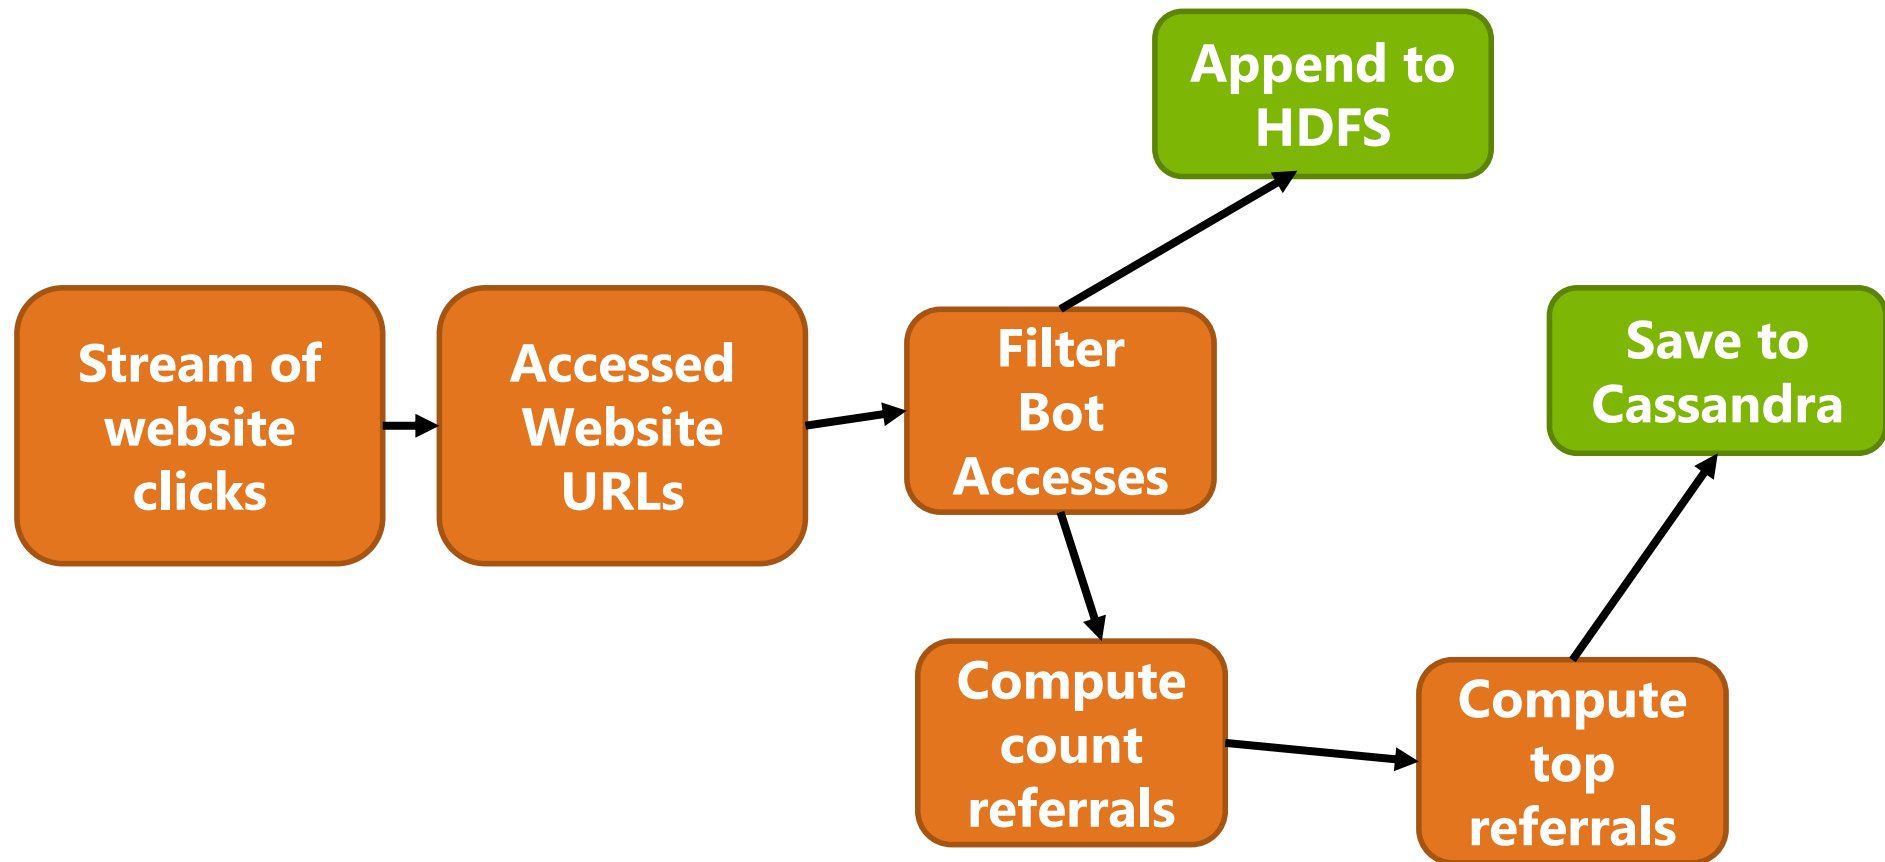 Append to
HDFS
Stream of
website
clicks
Accessed
Website
URLs
Filter
Bot
Accesses
Save to
Cassandra
Compute
count
referrals
Compute
top
referrals